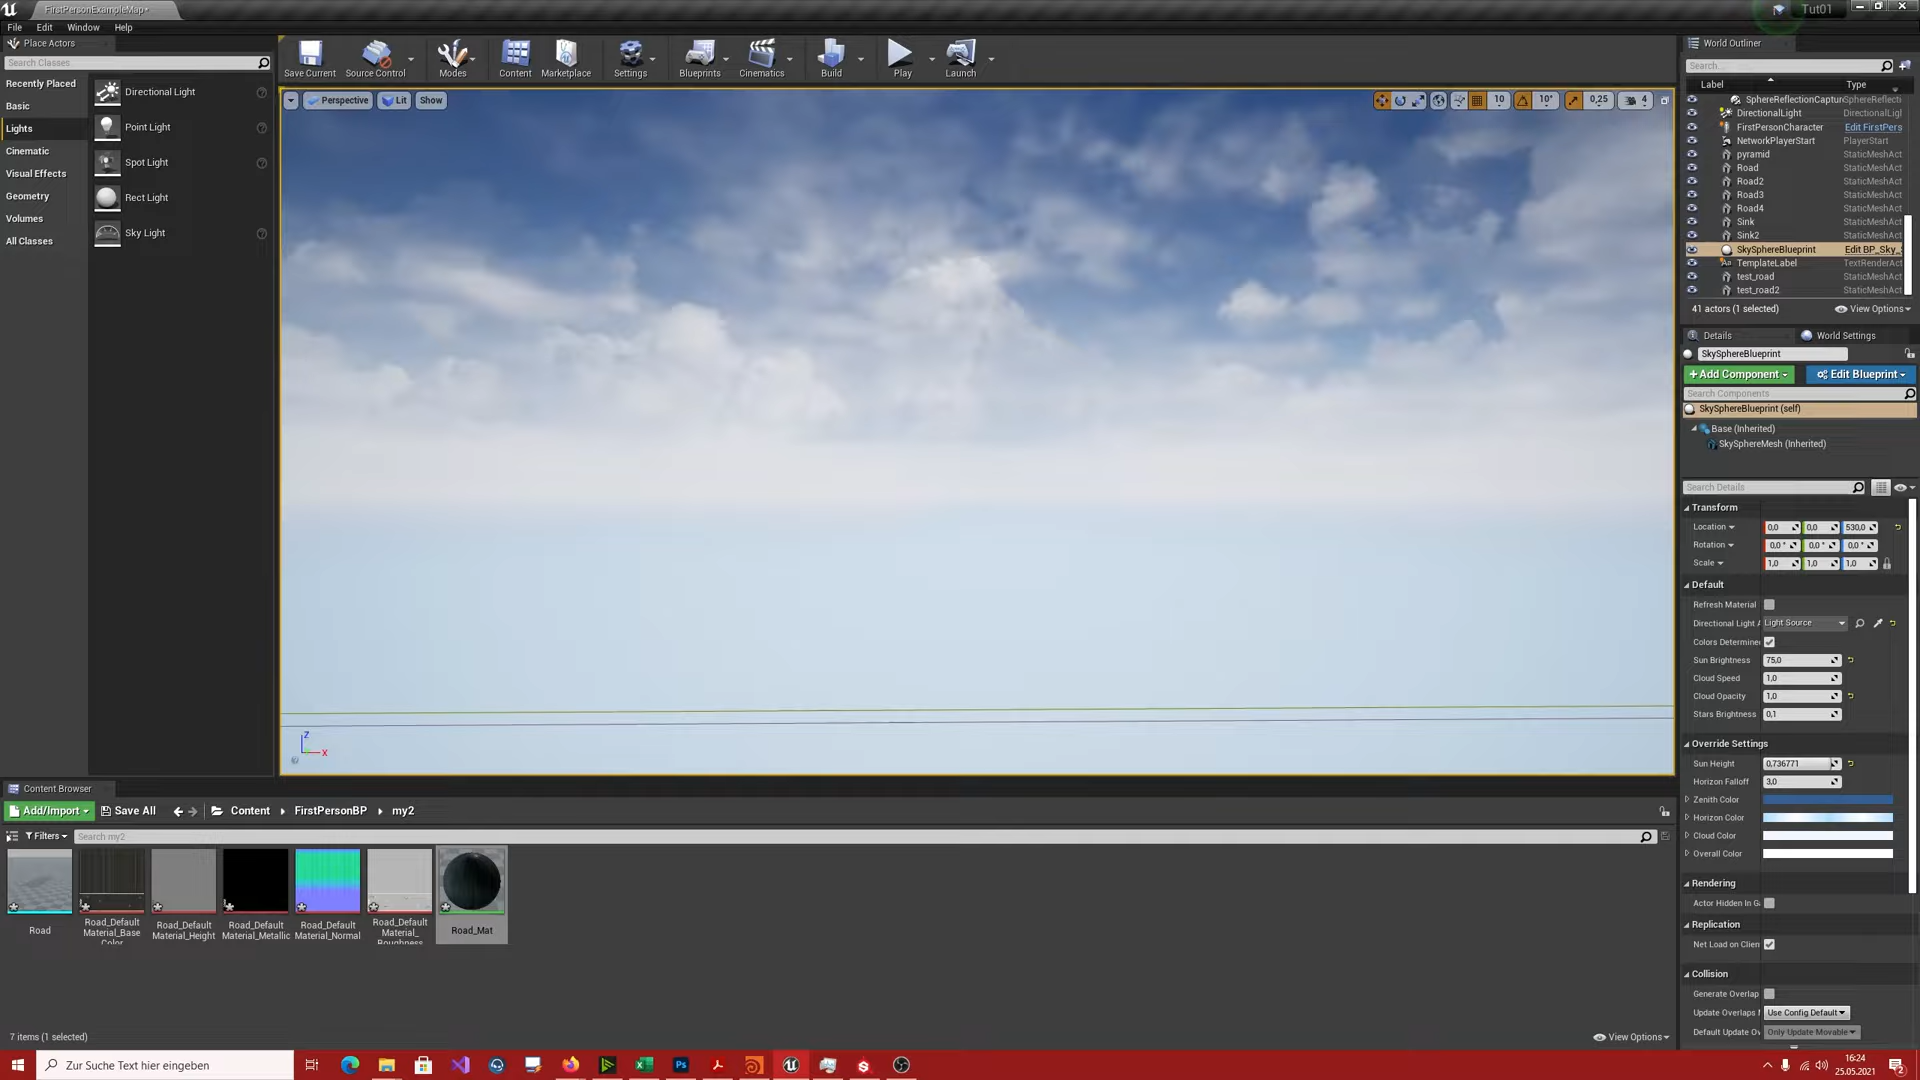 FirstPersonExampleMap*
Tut01
File Edit Window Help
Place Actors
Search Classes
Recently Placed
Basic
Lights
Cinematic
Visual Effects
Geometry
Volumes
All Classes
Directional Light
Point Light
Spot Light
Rect Light
Sky Light
Save Current
Source Control
Modes
Content
Marketplace
Settings
Blueprints
Cinematics
Build
Play
Launch
Perspective Lit Show
10 10° 0,25 4
Z
X
World Outliner
Search...
Label Type
SphereReflectionCaptur SphereReflecti
DirectionalLight DirectionalLigl
FirstPersonCharacter Edit FirstPers
NetworkPlayerStart PlayerStart
pyramid StaticMeshAct
Road StaticMeshAct
Road2 StaticMeshAct
Road3 StaticMeshAct
Road4 StaticMeshAct
Sink StaticMeshAct
Sink2 StaticMeshAct
SkySphereBlueprint Edit BP_Sky_
TemplateLabel TextRenderAct
test_road StaticMeshAct
test_road2 StaticMeshAct
41 actors (1 selected) View Options
Details World Settings
SkySphereBlueprint
+Add Component Edit Blueprint
Search Components
SkySphereBlueprint (self)
Base (Inherited)
SkySphereMesh (Inherited)
Search Details
Transform
Location 0,0 0,0 530,0
Rotation 0,0 ° 0,0 ° 0,0 °
Scale 1,0 1,0 1,0
Default
Refresh Material
Directional Light A Light Source
Colors Determine
Sun Brightness 75,0
Cloud Speed 1,0
Cloud Opacity 1,0
Stars Brightness 0,1
Override Settings
Sun Height 0,736771
Horizon Falloff 3,0
Zenith Color
Horizon Color
Cloud Color
Overall Color
Rendering
Actor Hidden In G
Replication
Net Load on Clien
Collision
Generate Overlap
Update Overlaps Use Config Default
Default Update Ov Only Update Movable
Content Browser
Add/Import Save All Content FirstPersonBP my2
Filters Search my2
Road
Road_Default
Material_Base
Color
Road_Default
Material_Height
Road_Default
Material_Metallic
Road_Default
Material_Normal
Road_Default
Material_
Roughness
Road_Mat
7 items (1 selected) View Options
Zur Suche Text hier eingeben
Ps
16:24
25.05.2021
2